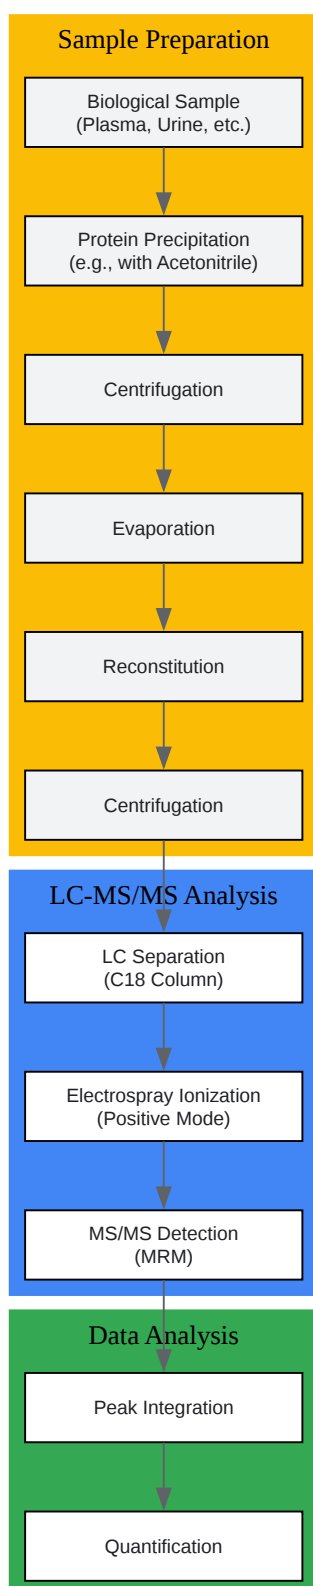 Sample Preparation
Biological Sample
(Plasma, Urine, etc.)
Protein Precipitation
(e.g., with Acetonitrile)
Centrifugation
Evaporation
Reconstitution
Centrifugation
LC-MS/MS Analysis
LC Separation
(C18 Column)
Electrospray Ionization
(Positive Mode)
MS/MS Detection
(MRM)
Data Analysis
Peak Integration
Quantification